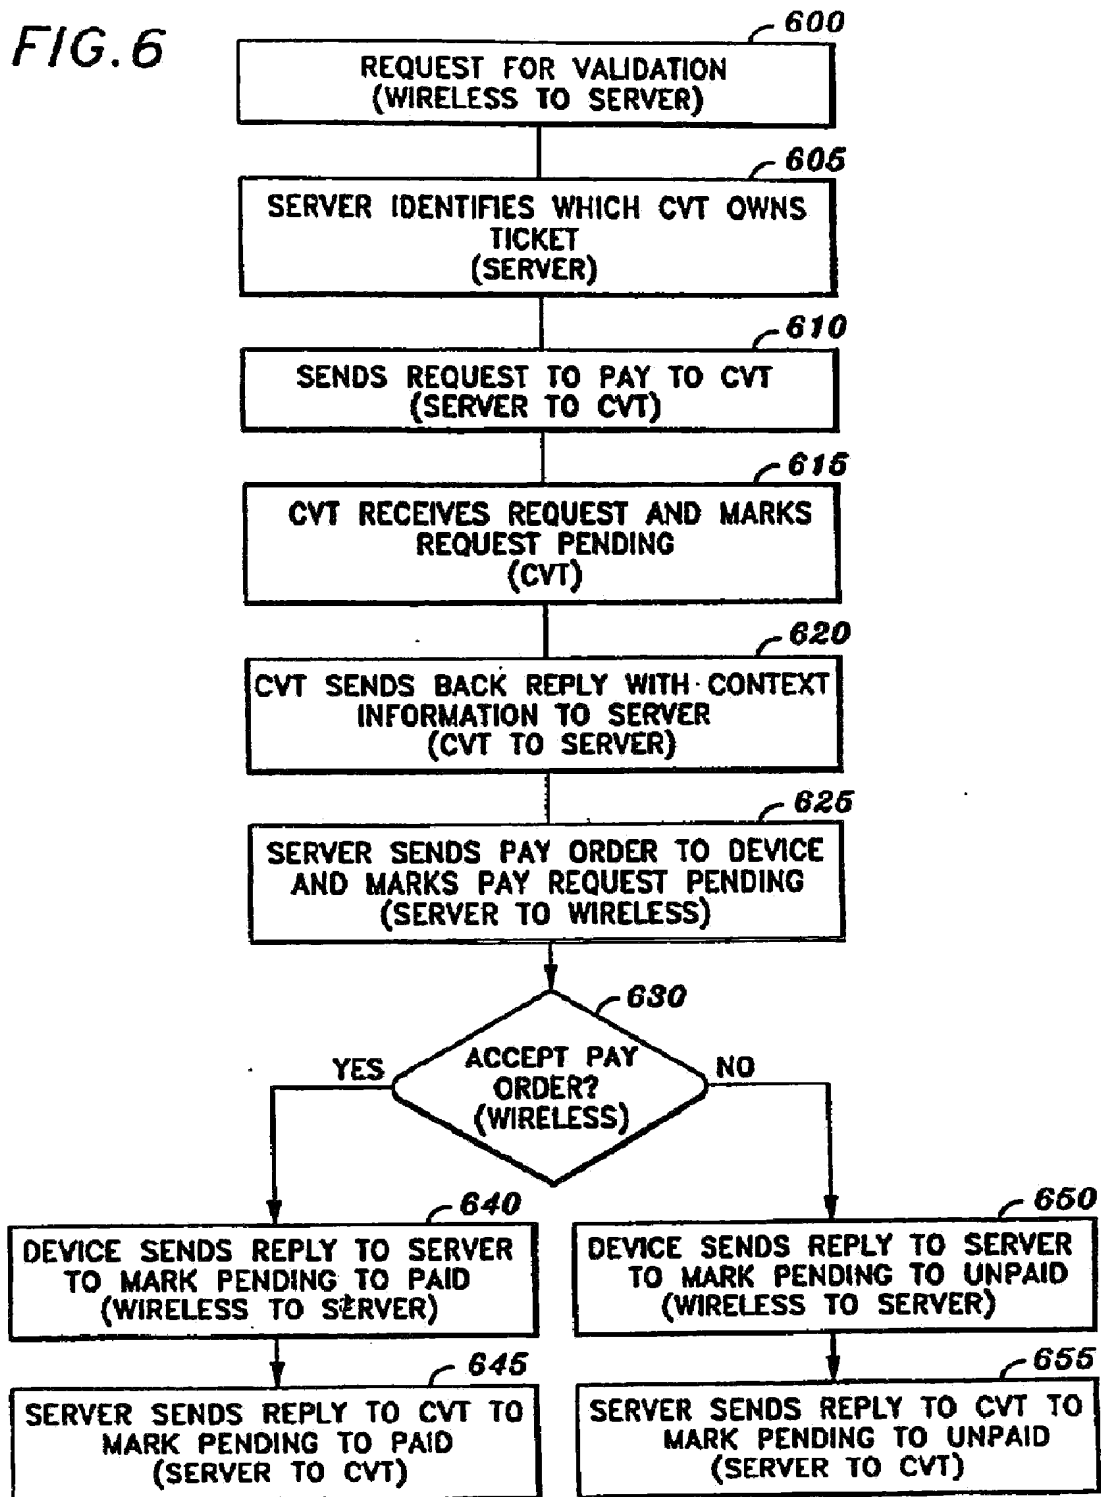 FIG. 6
600
REQUEST FOR VALIDATION
(WIRELESS TO SERVER)
605
SERVER IDENTIFIES WHICH CVT OWNS
TICKET
(SERVER)
610
SENDS REQUEST TO PAY TO CVT
(SERVER TO CVT)
615
CVT RECEIVES REQUEST AND MARKS
REQUEST PENDING
(CVT)
620
CVT SENDS BACK REPLY WITH CONTEXT
INFORMATION TO SERVER
(CVT TO SERVER)
625
SERVER SENDS PAY ORDER TO DEVICE
AND MARKS PAY REQUEST PENDING
(SERVER TO WIRELESS)
630
ACCEPT PAY
ORDER?
(WIRELESS)
YES
NO
640
DEVICE SENDS REPLY TO SERVER
TO MARK PENDING TO PAID
(WIRELESS TO SERVER)
645
SERVER SENDS REPLY TO CVT TO
MARK PENDING TO PAID
(SERVER TO CVT)
650
DEVICE SENDS REPLY TO SERVER
TO MARK PENDING TO UNPAID
(WIRELESS TO SERVER)
655
SERVER SENDS REPLY TO CVT TO
MARK PENDING TO UNPAID
(SERVER TO CVT)